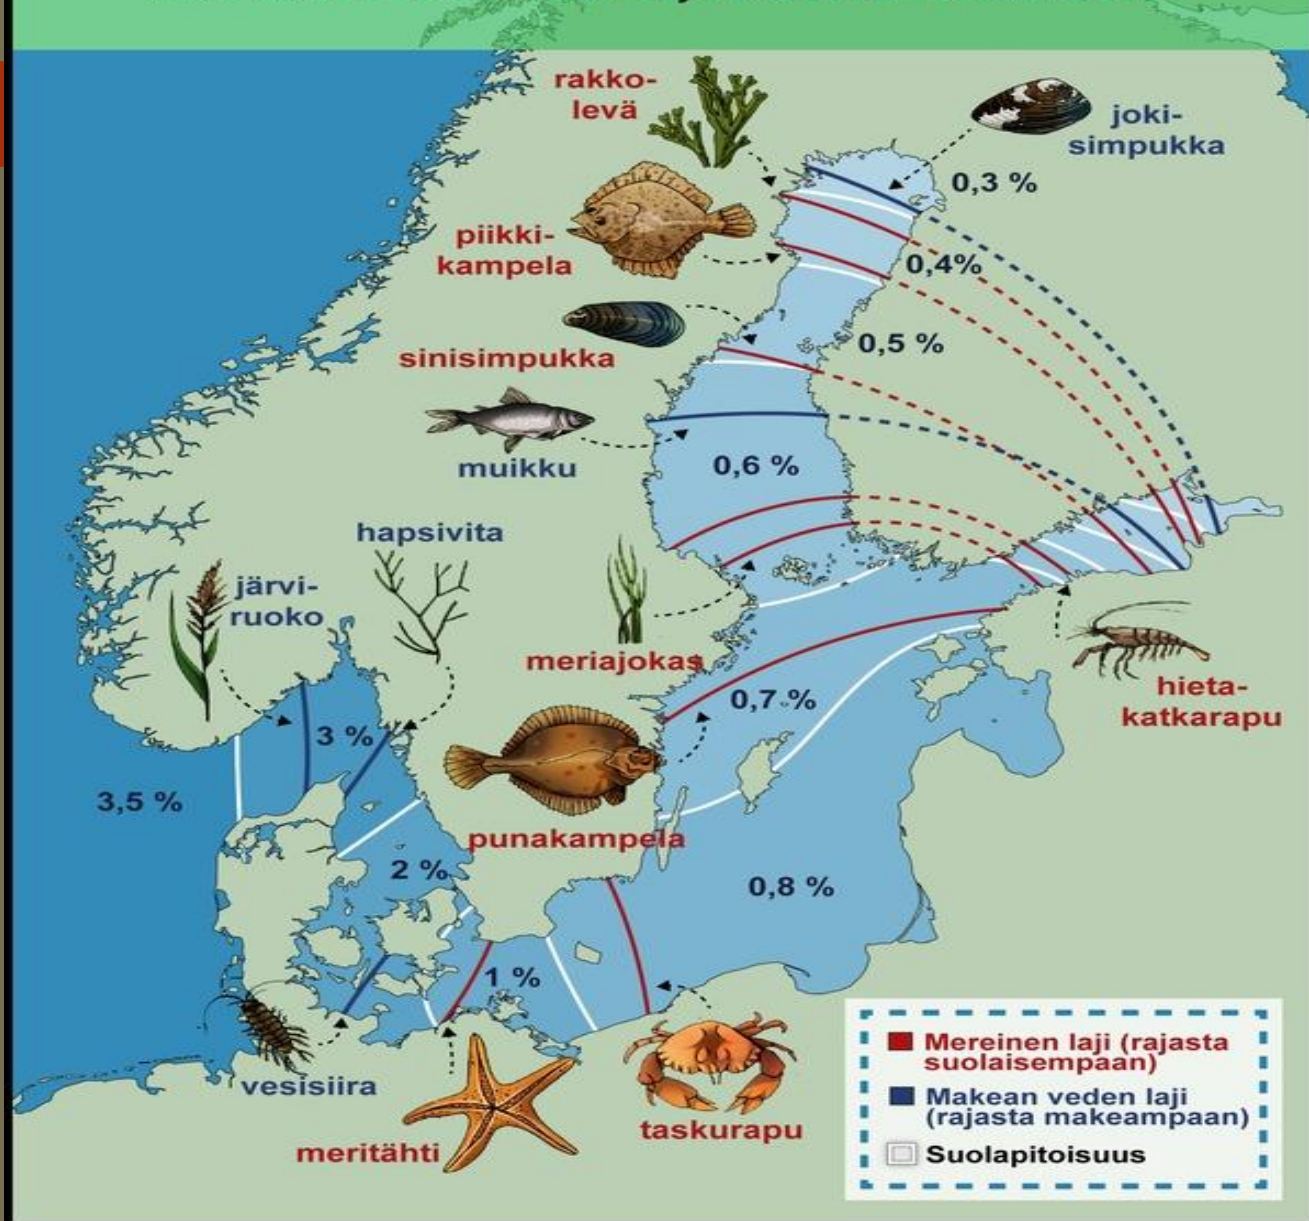 rakko-
levä
joki-
simpukka
0,3 %
piikki-
kampela
0,4%
sinisimpukka
0,5 %
muikku
0,6 %
hapsivita
järvi-
ruoko
meriajokas
hieta-
katkarapu
0,7 %
3 %
3,5 %
punakampela
2 %
0,8 %
1 %
vesisiira
meritähti
taskurapu
Mereinen laji (rajasta
suolaisempaan)
Makean veden laji
(rajasta makeampaan)
Suolapitoisuus